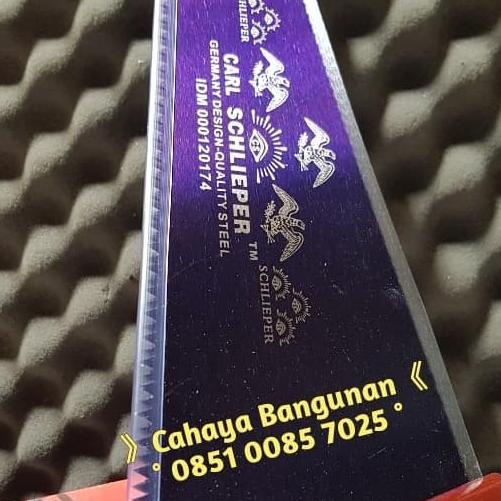 SCHLIEPER
CARL SCHLIEPER TM
GERMANY DESIGN-QUALITY STEEL
IDM 000120174
SCHLIEPER
》 Cahaya Bangunan 《
° 0851 0085 7025 °